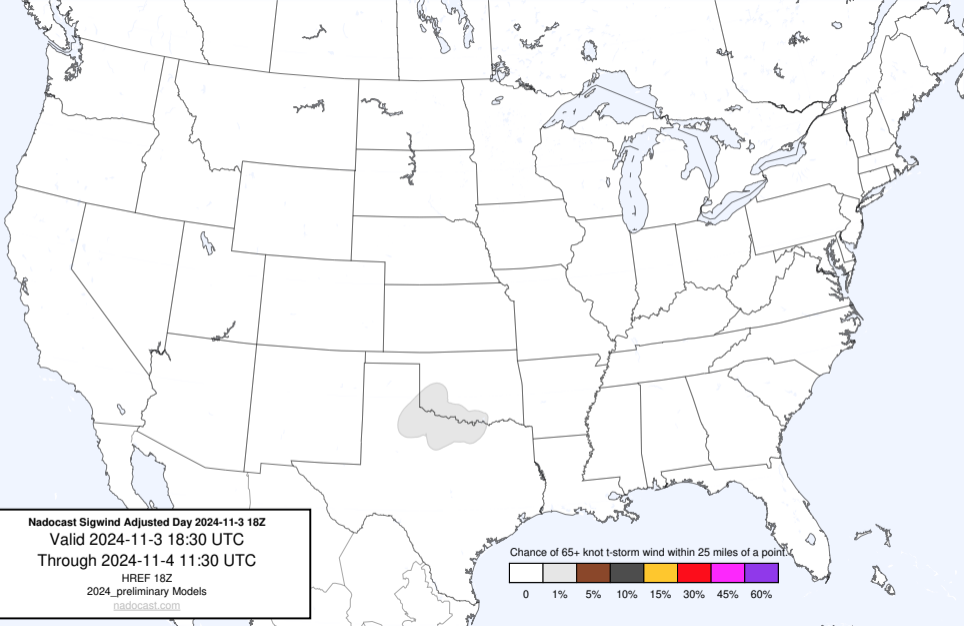 Nadocast Sigwind Adjusted Day 2024-11-3 18Z
Valid 2024-11-3 18:30 UTC
Through 2024-11-4 11:30 UTC
HREF 18Z
2024_preliminary Models
nadocast.com
Chance of 65+ knot t-storm wind within 25 miles of a point.
0 1% 5% 10% 15% 30% 45% 60%